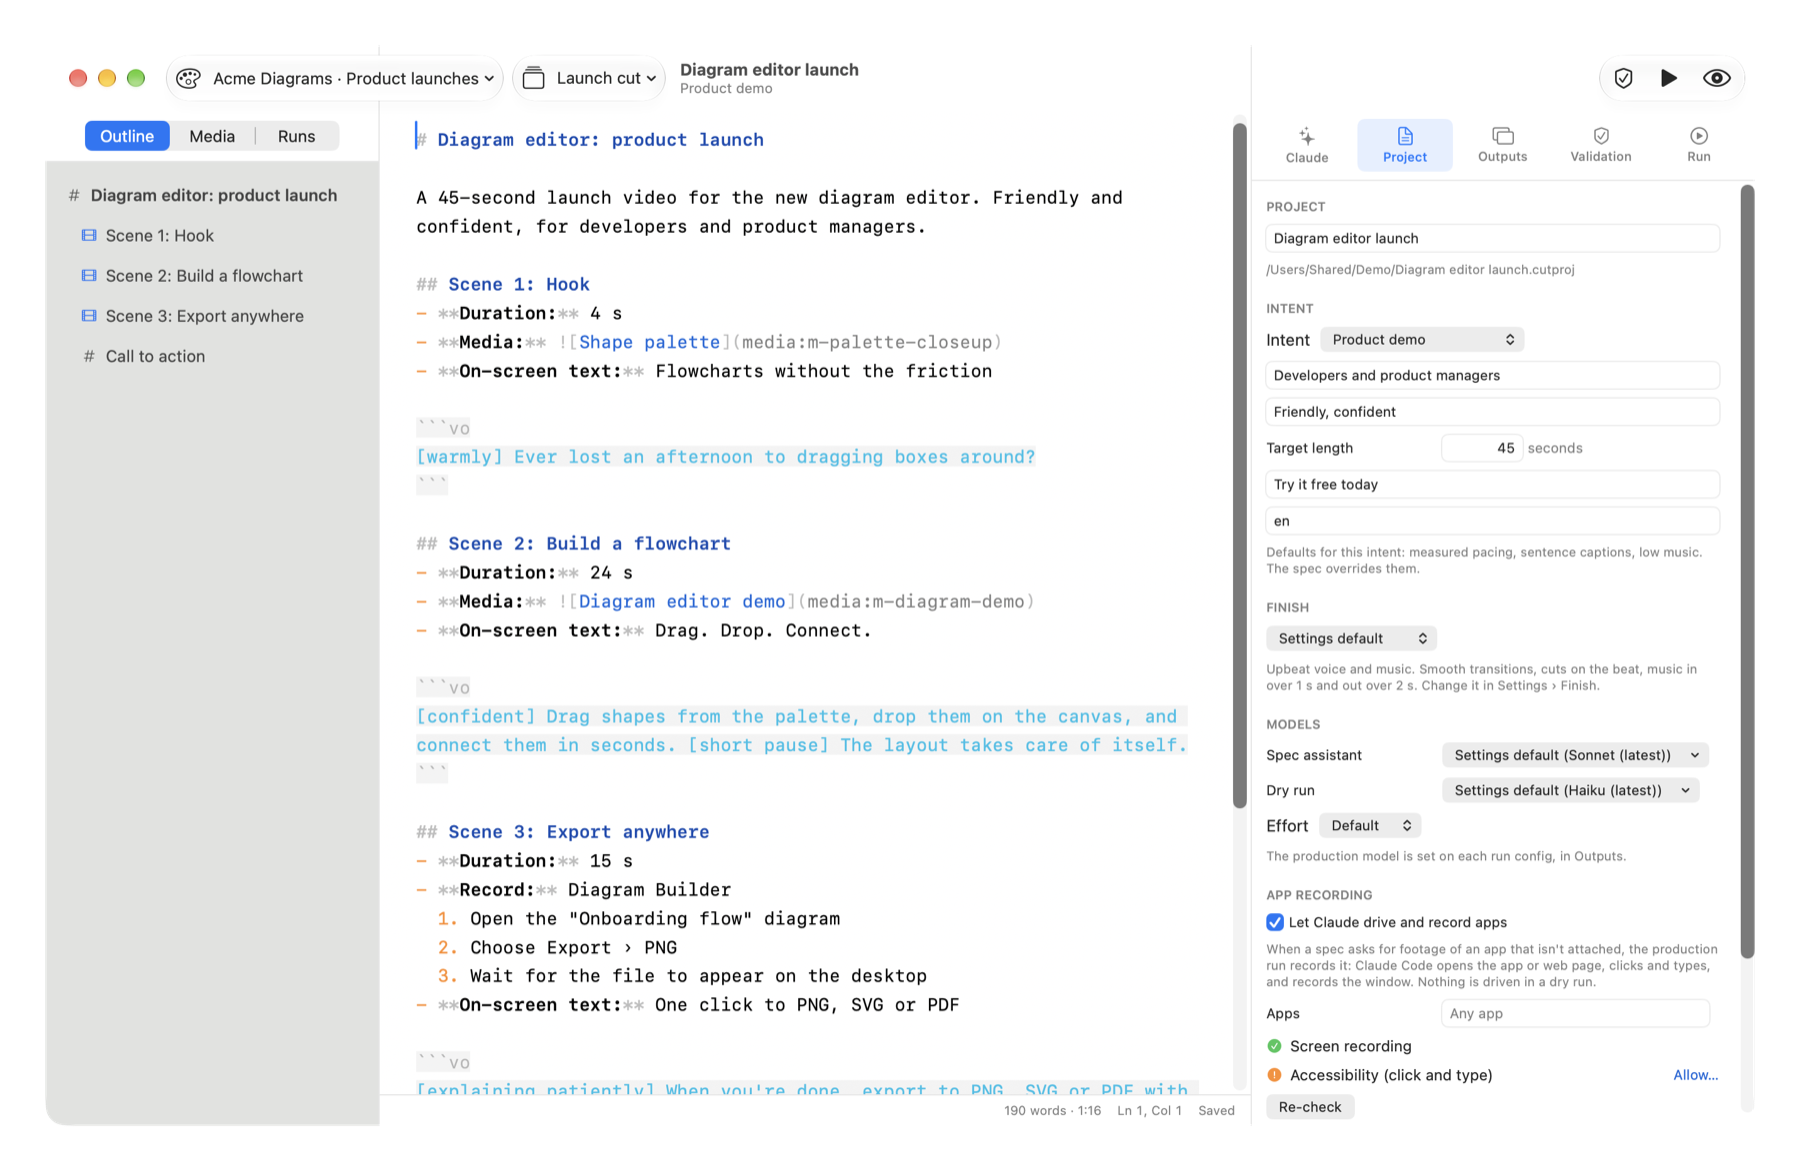 Acme Diagrams · Product launches
Launch cut
Diagram editor launch
Product demo
Outline
Media
Runs
# Diagram editor: product launch
Scene 1: Hook
Scene 2: Build a flowchart
Scene 3: Export anywhere
# Call to action
# Diagram editor: product launch
A 45-second launch video for the new diagram editor. Friendly and
confident, for developers and product managers.
## Scene 1: Hook
- **Duration:** 4 s
- **Media:** ![Shape palette](media:m-palette-closeup)
- **On-screen text:** Flowcharts without the friction
```vo
[warmly] Ever lost an afternoon to dragging boxes around?
```
## Scene 2: Build a flowchart
- **Duration:** 24 s
- **Media:** ![Diagram editor demo](media:m-diagram-demo)
- **On-screen text:** Drag. Drop. Connect.
```vo
[confident] Drag shapes from the palette, drop them on the canvas, and
connect them in seconds. [short pause] The layout takes care of itself.
```
## Scene 3: Export anywhere
- **Duration:** 15 s
- **Record:** Diagram Builder
1. Open the "Onboarding flow" diagram
2. Choose Export › PNG
3. Wait for the file to appear on the desktop
- **On-screen text:** One click to PNG, SVG or PDF
```vo
[explaining patiently] When you're done, export to PNG, SVG or PDF with
190 words · 1:16
Ln 1, Col 1
Saved
Claude
Project
Outputs
Validation
Run
PROJECT
Diagram editor launch
/Users/Shared/Demo/Diagram editor launch.cutproj
INTENT
Intent
Product demo
Developers and product managers
Friendly, confident
Target length
45
seconds
Try it free today
en
Defaults for this intent: measured pacing, sentence captions, low music.
The spec overrides them.
FINISH
Settings default
Upbeat voice and music. Smooth transitions, cuts on the beat, music in
over 1 s and out over 2 s. Change it in Settings › Finish.
MODELS
Spec assistant
Settings default (Sonnet (latest))
Dry run
Settings default (Haiku (latest))
Effort
Default
The production model is set on each run config, in Outputs.
APP RECORDING
Let Claude drive and record apps
When a spec asks for footage of an app that isn't attached, the production
run records it: Claude Code opens the app or web page, clicks and types,
and records the window. Nothing is driven in a dry run.
Apps
Any app
Screen recording
Accessibility (click and type)
Allow...
Re-check